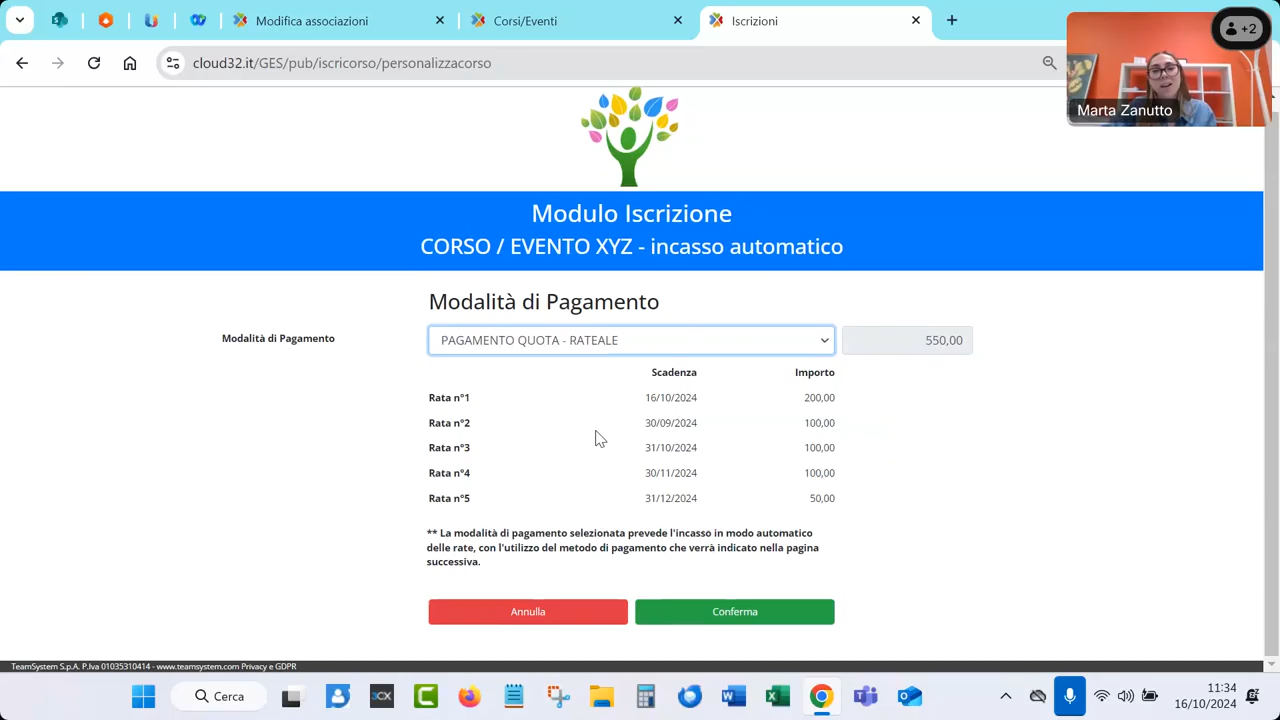 Modifica associazioni
Corsi/Eventi
Iscrizioni
+2
cloud32.it/GES/pub/iscricorso/personalizzacorso
Marta Zanutto
Modulo Iscrizione
CORSO / EVENTO XYZ - incasso automatico
Modalità di Pagamento
Modalità di Pagamento PAGAMENTO QUOTA - RATEALE 550,00
Scadenza Importo
Rata n°1 16/10/2024 200,00
Rata n°2 30/09/2024 100,00
Rata n°3 31/10/2024 100,00
Rata n°4 30/11/2024 100,00
Rata n°5 31/12/2024 50,00
** La modalità di pagamento selezionata prevede l'incasso in modo automatico
delle rate, con l'utilizzo del metodo di pagamento che verrà indicato nella pagina
successiva.
Annulla Conferma
TeamSystem S.p.A. P.Iva 01035310414 - www.teamsystem.com Privacy e GDPR
Cerca
3CX
11:34
16/10/2024